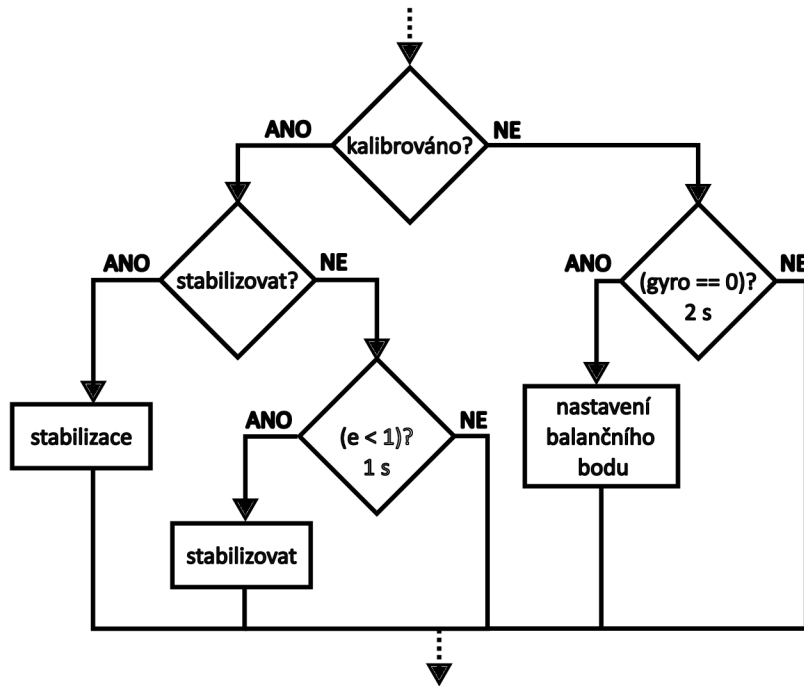 ANO
NE
kalibrováno?
ANO
stabilizovat?
NE
ANO
(gyro == 0)?
2 s
NE
stabilizace
ANO
(e < 1)?
1 s
NE
nastavení
balančního
bodu
stabilizovat